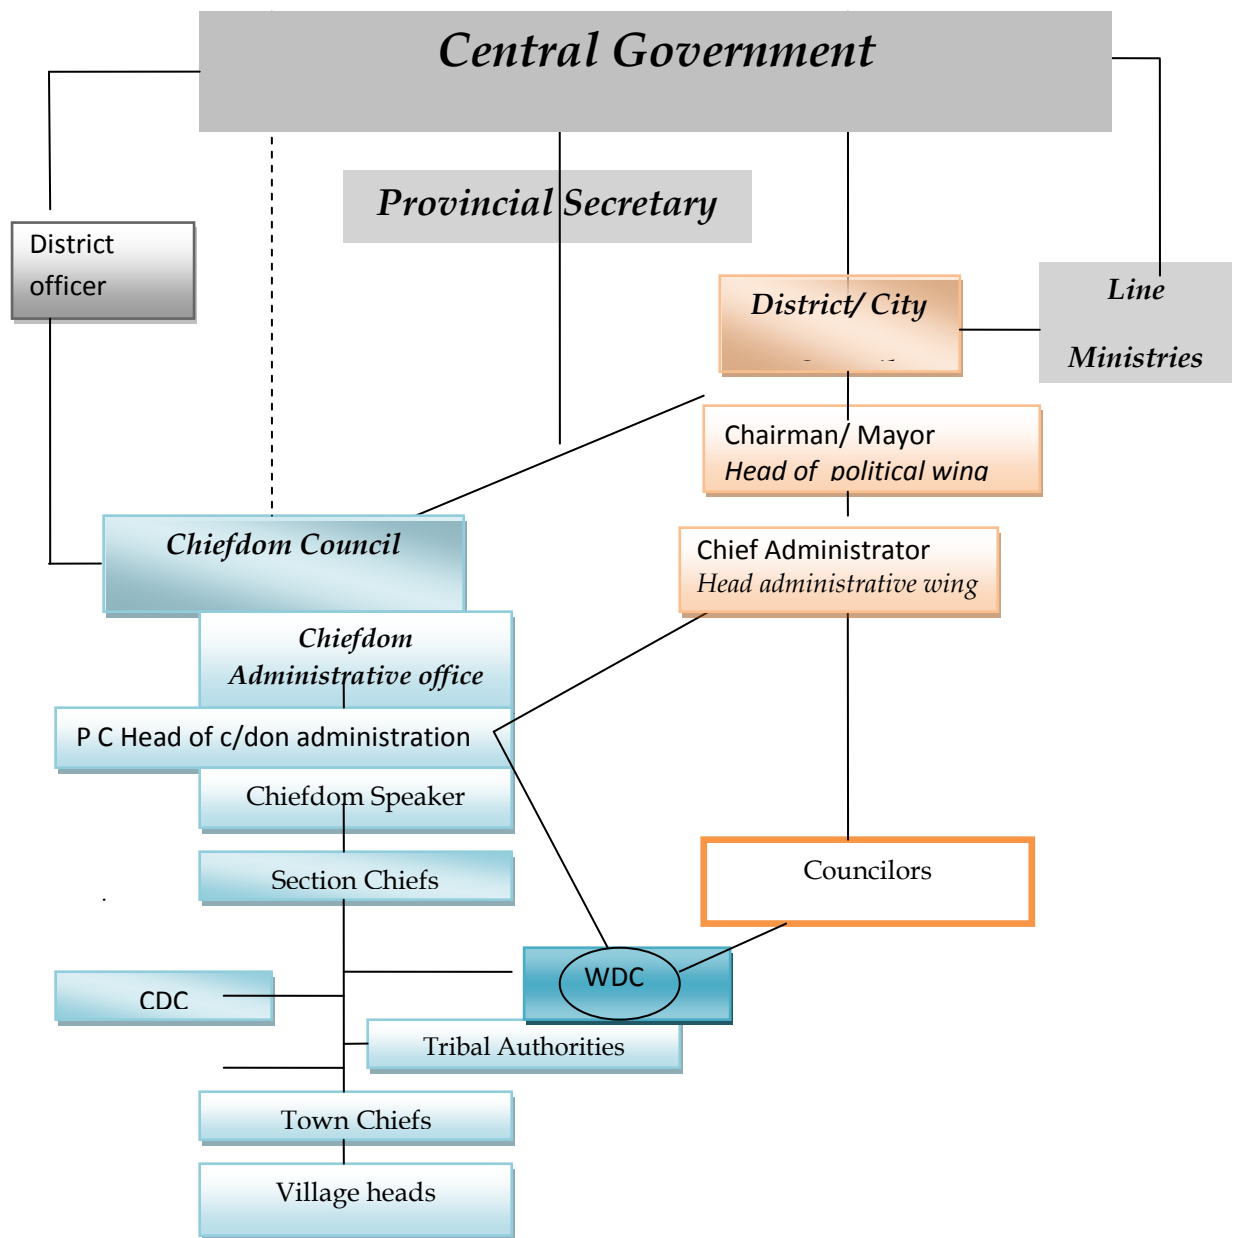 Central Government
Provincial Secretary
District
officer
District/ City
Line
Ministries
Chairman/ Mayor
Head of political wing
Chiefdom Council
Chief Administrator
Head administrative wing
Chiefdom
Administrative office
P C Head of c/don administration
Chiefdom Speaker
Section Chiefs
Councilors
WDC
CDC
Tribal Authorities
Town Chiefs
Village heads